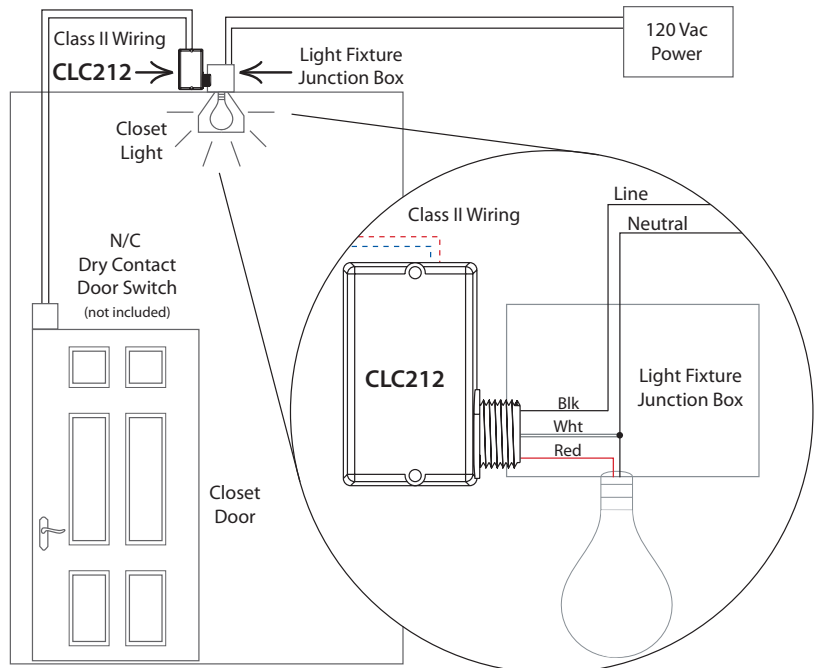 Class II Wiring
CLC212
Light Fixture
Junction Box
120 Vac
Power
Closet
Light
N/C
Dry Contact
Door Switch
(not included)
Closet
Door
Class II Wiring
Line
Neutral
CLC212
Light Fixture
Junction Box
Blk
Wht
Red